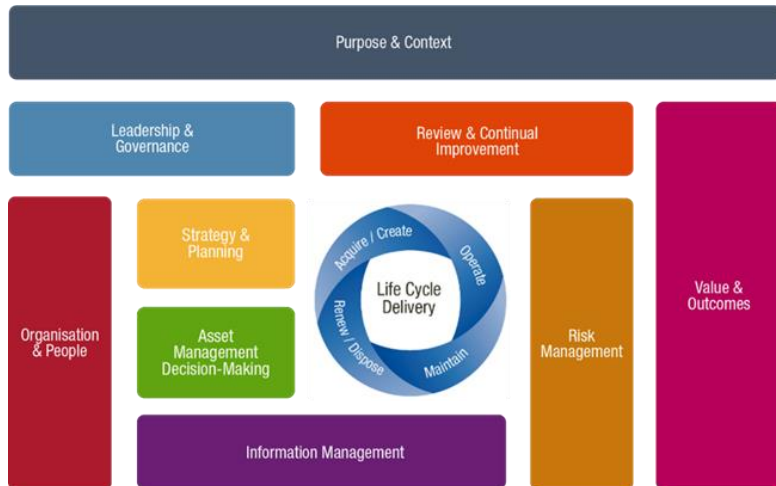 Purpose & Context
Leadership &
Governance
Review & Continual
Improvement
Organisation
& People
Strategy &
Planning
Asset
Management
Decision-Making
Acquire / Create
Operate
Maintain
Renew / Dispose
Life Cycle
Delivery
Risk
Management
Value &
Outcomes
Information Management